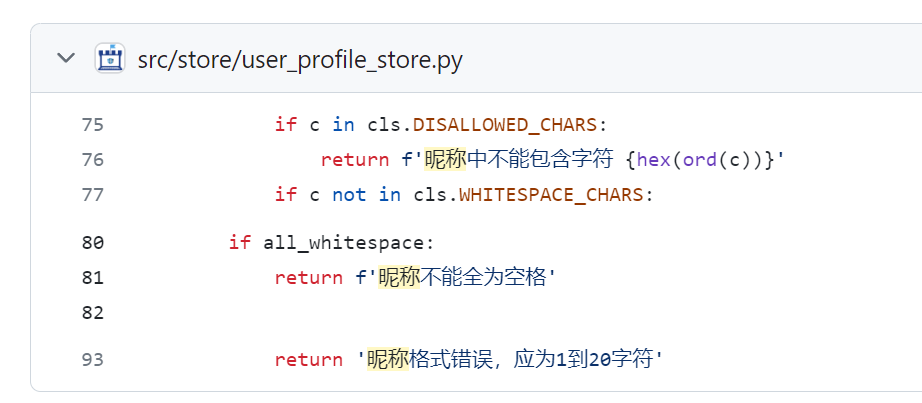 src/store/user_profile_store.py
75 if c in cls.DISALLOWED_CHARS:
76 return f'昵称中不能包含字符 {hex(ord(c))}'
77 if c not in cls.WHITESPACE_CHARS:
80 if all_whitespace:
81 return f'昵称不能全为空格'
82
93 return '昵称格式错误，应为1到20字符'